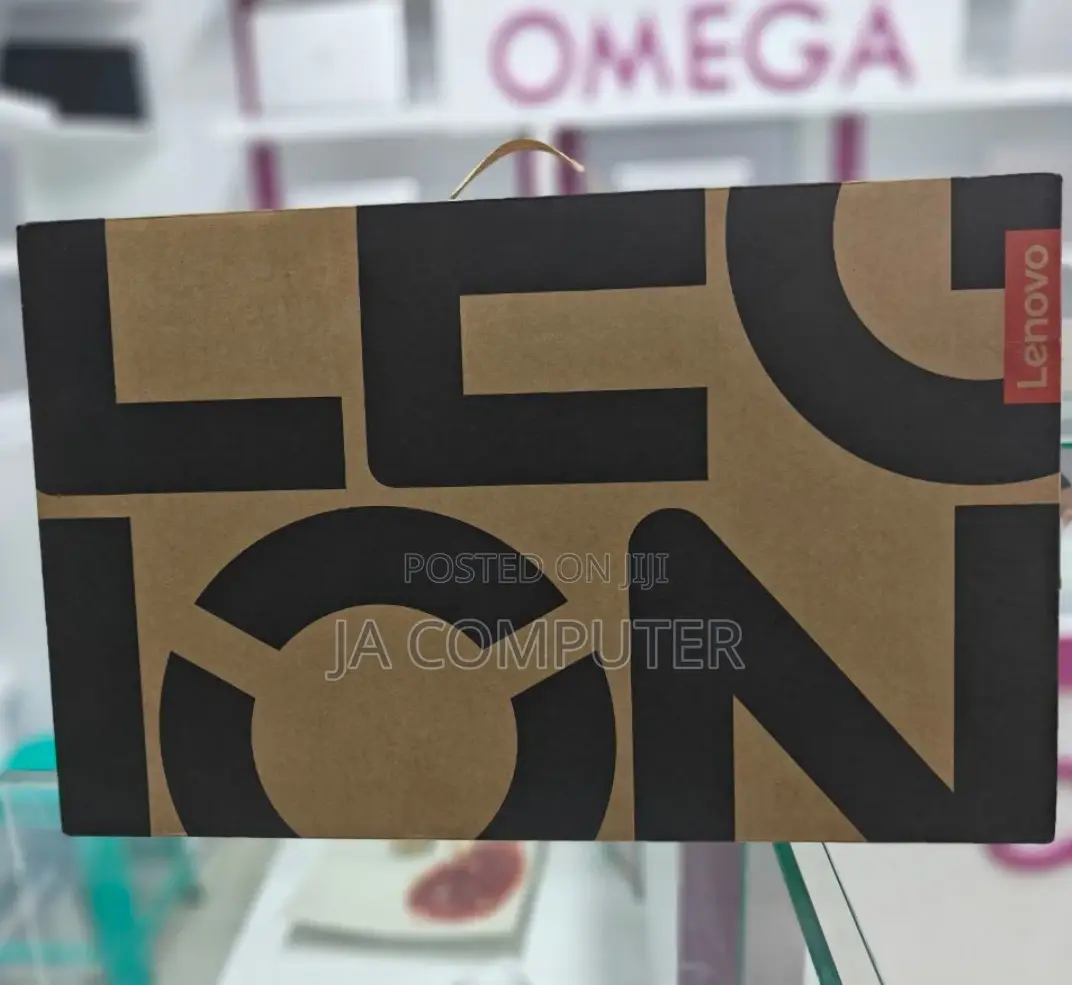 OMEGA
LEG
Lenovo
ION
POSTED ON JIJI
JA COMPUTER